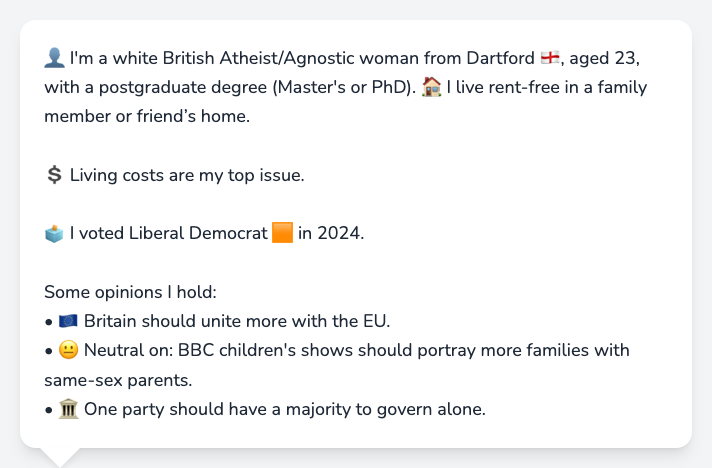 👤 I'm a white British Atheist/Agnostic woman from Dartford 🏴󠁧󠁢󠁥󠁮󠁧󠁿, aged 23,
with a postgraduate degree (Master's or PhD). 🏠 I live rent-free in a family
member or friend’s home.
💲 Living costs are my top issue.
🗳️ I voted Liberal Democrat 🟧 in 2024.
Some opinions I hold:
• 🇪🇺 Britain should unite more with the EU.
• 😐 Neutral on: BBC children's shows should portray more families with
same-sex parents.
• 🏛️ One party should have a majority to govern alone.